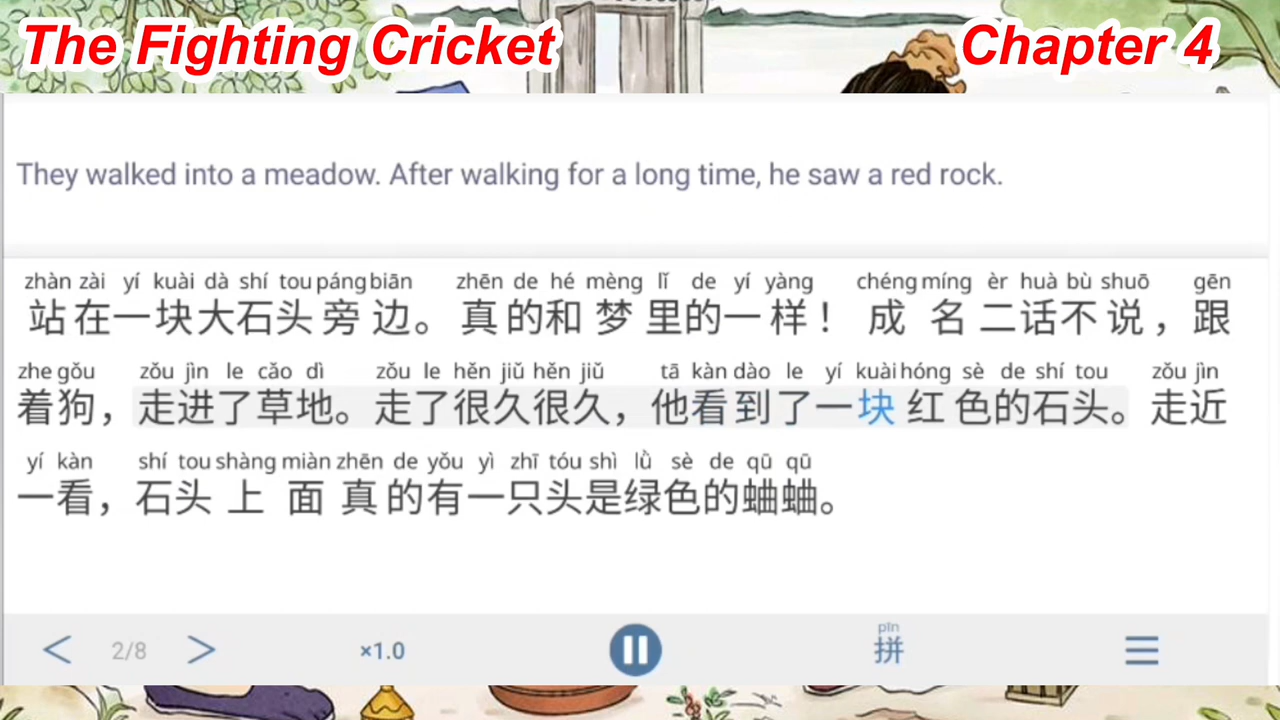 The Fighting Cricket
Chapter 4
They walked into a meadow. After walking for a long time, he saw a red rock.
zhàn zài yí kuài dà shí tou páng biān zhēn de hé mèng lǐ de yí yàng chéng míng èr huà bù shuō gēn
站在一块大石头旁边。真的和梦里的一样！成名二话不说，跟
zhe gǒu zǒu jìn le cǎo dì zǒu le hěn jiǔ hěn jiǔ tā kàn dào le yí kuài hóng sè de shí tou zǒu jìn
着狗，走进了草地。走了很久很久，他看到了一块红色的石头。走近
yí kàn shí tou shàng miàn zhēn de yǒu yì zhī tóu shì lǜ sè de qū qū
一看，石头上面真的有一只头是绿色的蛐蛐。
< 2/8 > ×1.0 pīn 拼